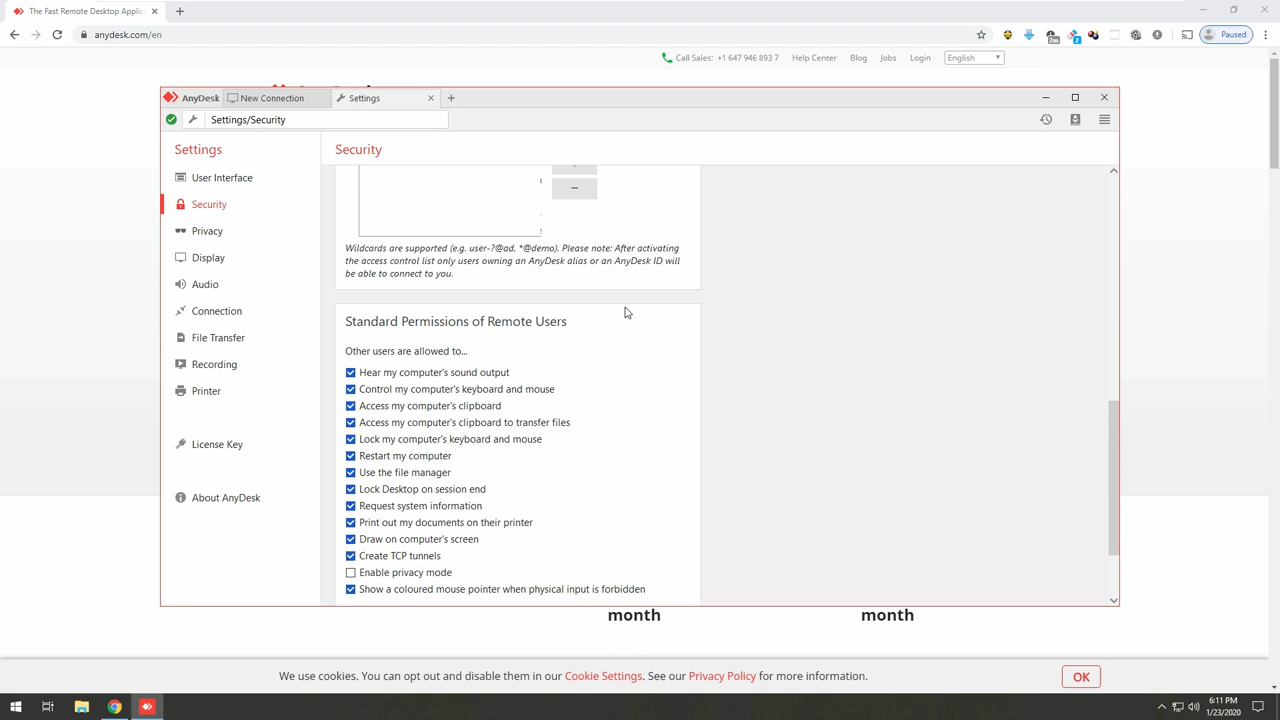 The Fast Remote Desktop Applic
anydesk.com/en
2m
2
Paused
Call Sales: +1 647 946 893 7
Help Center
Blog
Jobs
Login
English
AnyDesk
New Connection
Settings
Settings/Security
Settings
User Interface
Security
Privacy
Display
Audio
Connection
File Transfer
Recording
Printer
License Key
About AnyDesk
Security
Wildcards are supported (e.g. user-?@ad, *@demo). Please note: After activating
the access control list only users owning an AnyDesk alias or an AnyDesk ID will
be able to connect to you.
Standard Permissions of Remote Users
Other users are allowed to...
Hear my computer's sound output
Control my computer's keyboard and mouse
Access my computer's clipboard
Access my computer's clipboard to transfer files
Lock my computer's keyboard and mouse
Restart my computer
Use the file manager
Lock Desktop on session end
Request system information
Print out my documents on their printer
Draw on computer's screen
Create TCP tunnels
Enable privacy mode
Show a coloured mouse pointer when physical input is forbidden
month
month
We use cookies. You can opt out and disable them in our Cookie Settings. See our Privacy Policy for more information.
OK
6:11 PM
1/23/2020